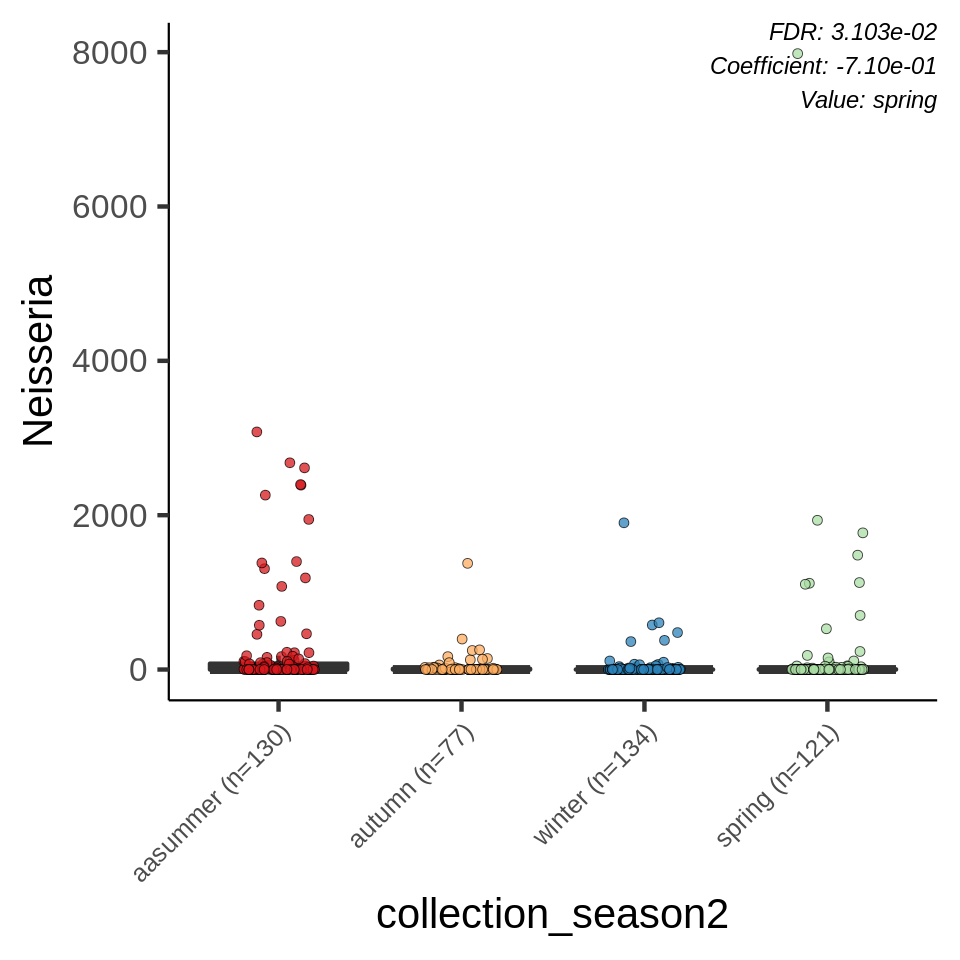 FDR: 3.103e-02
Coefficient: -7.10e-01
Value: spring
8000
6000
4000
2000
0
Neisseria
aasummer (n=130)
autumn (n=77)
winter (n=134)
spring (n=121)
collection_season2